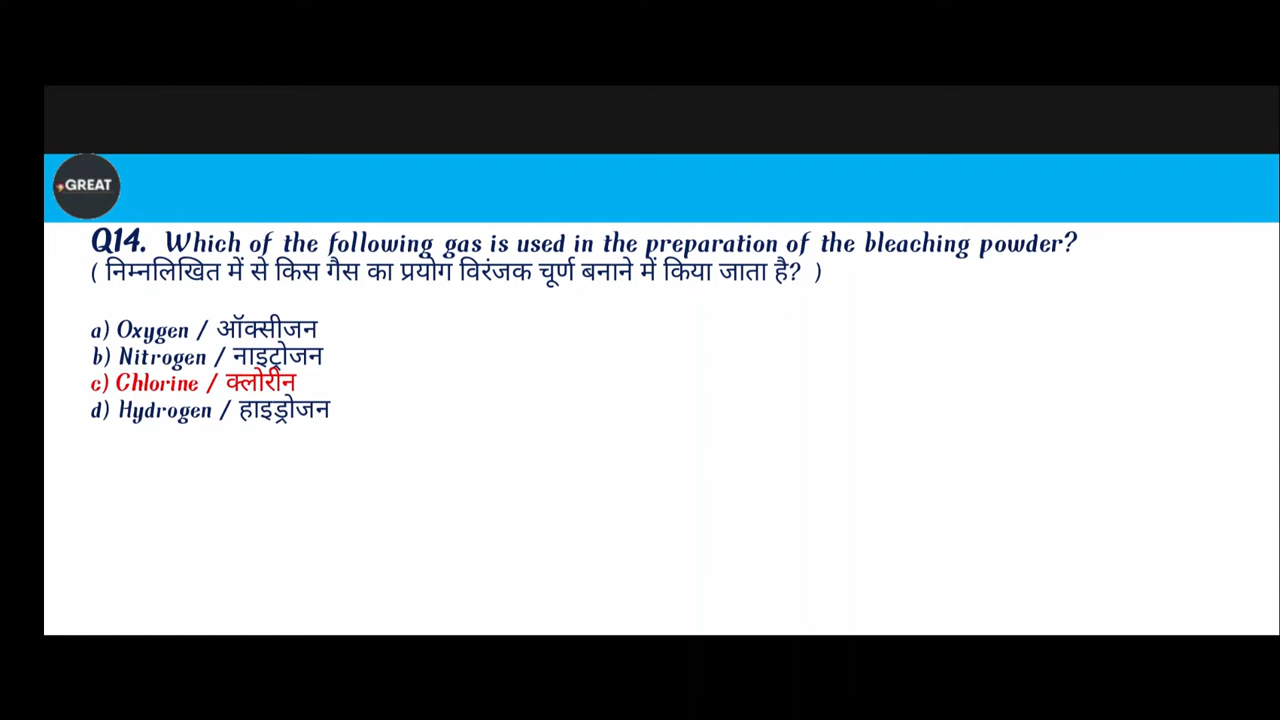 GREAT
Q14. Which of the following gas is used in the preparation of the bleaching powder?
( निम्नलिखित में से किस गैस का प्रयोग विरंजक चूर्ण बनाने में किया जाता है? )
a) Oxygen / ऑक्सीजन
b) Nitrogen / नाइट्रोजन
c) Chlorine / क्लोरीन
d) Hydrogen / हाइड्रोजन